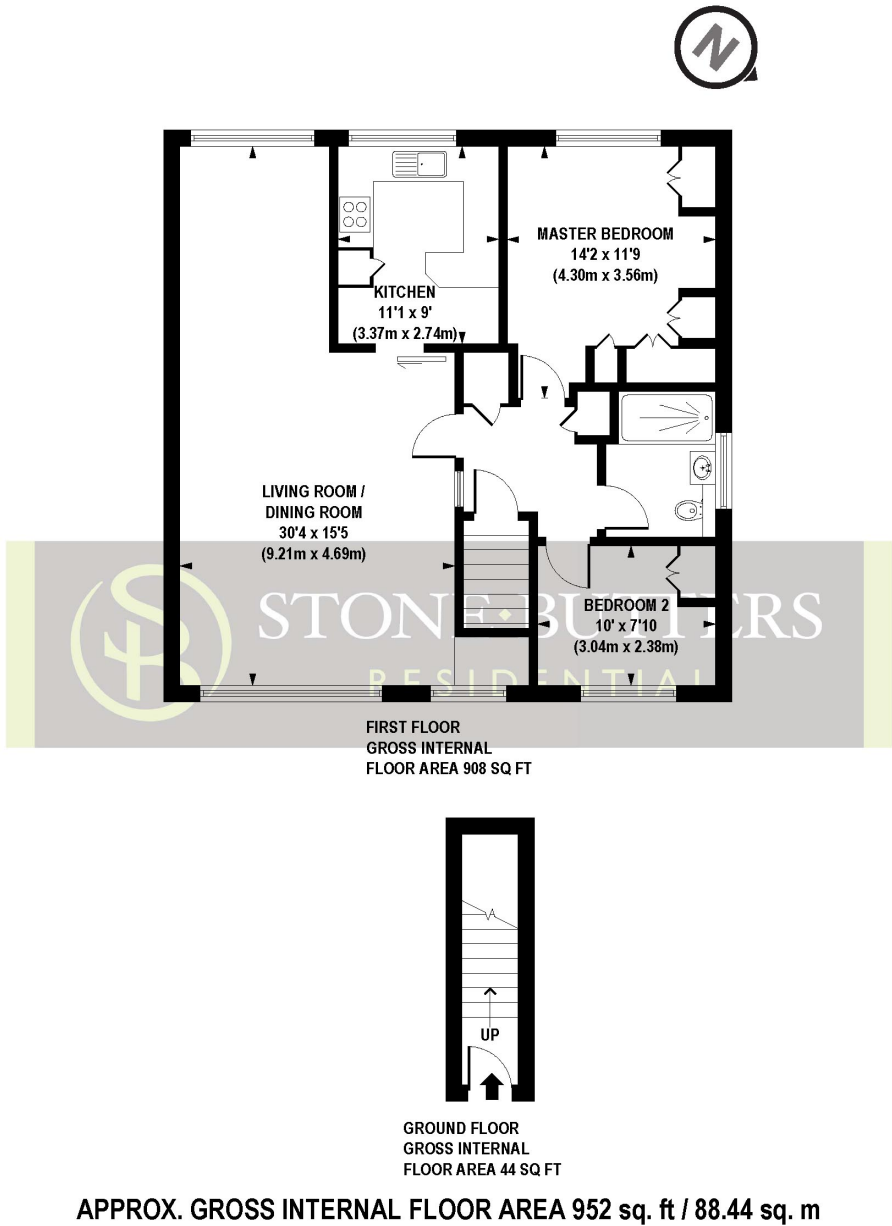 N
MASTER BEDROOM
14'2 x 11'9
(4.30m x 3.56m)
KITCHEN
11'1 x 9'
(3.37m x 2.74m)
LIVING ROOM /
DINING ROOM
30'4 x 15'5
(9.21m x 4.69m)
STONE·BUTTERS
RESIDENTIAL
BEDROOM 2
10' x 7'10
(3.04m x 2.38m)
FIRST FLOOR
GROSS INTERNAL
FLOOR AREA 908 SQ FT
UP
GROUND FLOOR
GROSS INTERNAL
FLOOR AREA 44 SQ FT
APPROX. GROSS INTERNAL FLOOR AREA 952 sq. ft / 88.44 sq. m